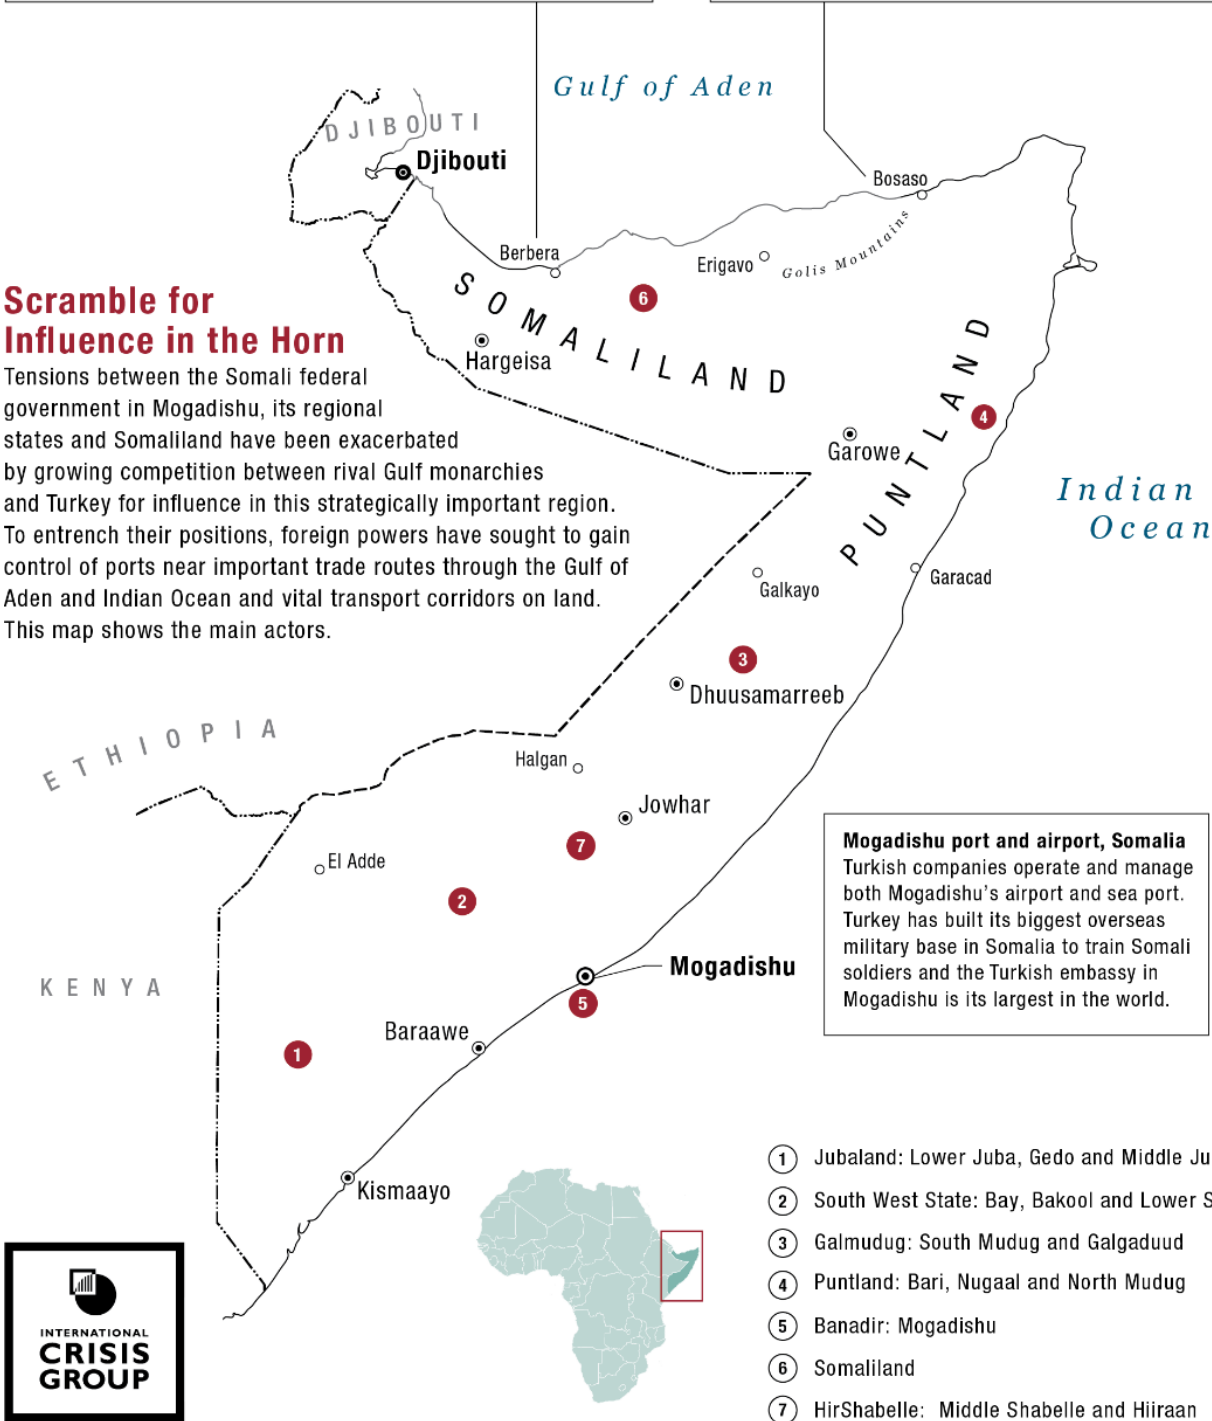 Gulf of Aden
DJIBOUTI
Djibouti
Bosaso
Berbera
Erigavo
Golis Mountains
6
SOMALILAND
Scramble for
Influence in the Horn
Hargeisa
Tensions between the Somali federal
government in Mogadishu, its regional
states and Somaliland have been exacerbated
by growing competition between rival Gulf monarchies
and Turkey for influence in this strategically important region.
To entrench their positions, foreign powers have sought to gain
control of ports near important trade routes through the Gulf of
Aden and Indian Ocean and vital transport corridors on land.
This map shows the main actors.
PUNTLAND
4
Garowe
Indian
Ocean
Galkayo
Garacad
3
Dhuusamarreeb
ETHIOPIA
Halgan
Jowhar
7
El Adde
2
Mogadishu port and airport, Somalia
Turkish companies operate and manage
both Mogadishu's airport and sea port.
Turkey has built its biggest overseas
military base in Somalia to train Somali
soldiers and the Turkish embassy in
Mogadishu is its largest in the world.
KENYA
Mogadishu
5
Baraawe
1
Kismaayo
1 Jubaland: Lower Juba, Gedo and Middle Ju
2 South West State: Bay, Bakool and Lower S
3 Galmudug: South Mudug and Galgaduud
4 Puntland: Bari, Nugaal and North Mudug
5 Banadir: Mogadishu
6 Somaliland
7 HirShabelle: Middle Shabelle and Hiiraan
INTERNATIONAL
CRISIS
GROUP